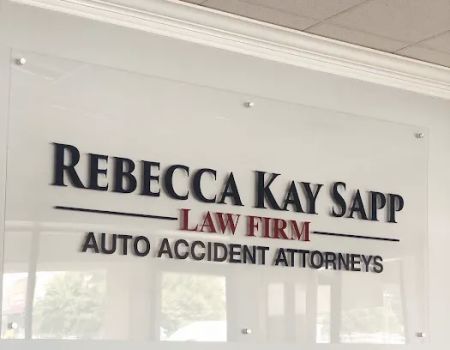 REBECCA KAY SAPP
LAW FIRM
AUTO ACCIDENT ATTORNEYS